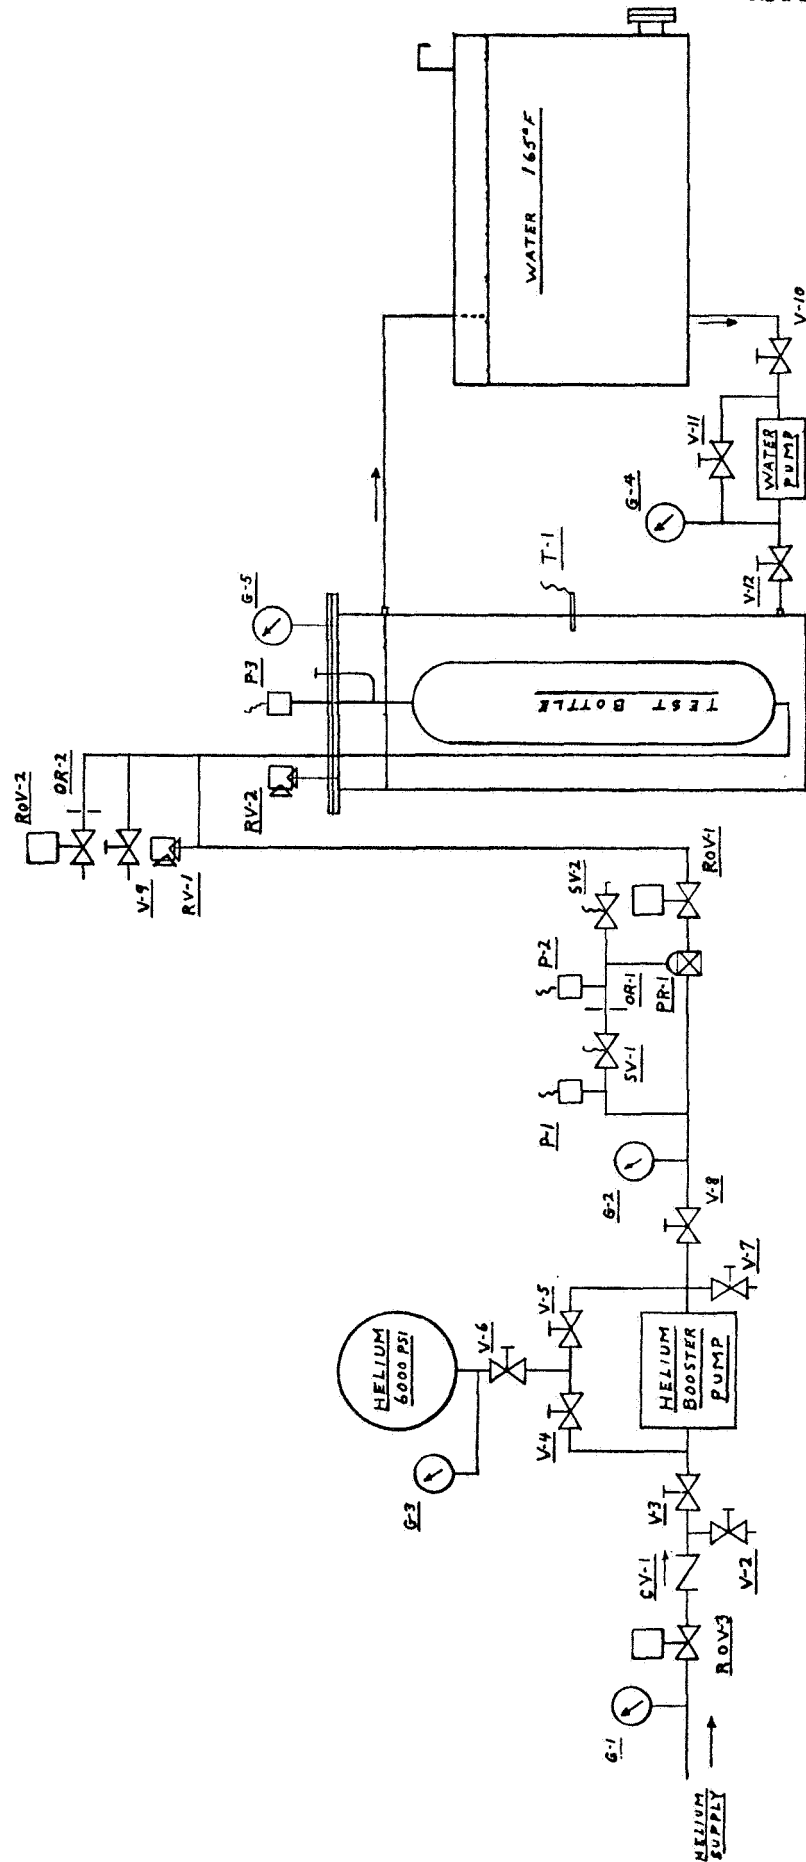 ROV-2
OR-2
V-9
RV-1
RV-2
P-3
G-5
TEST BOTTLE
T-1
WATER 165°F
V-10
V-11
WATER
PUMP
G-4
V-12
ROV-1
SV-2
P-2
OR-1
PR-1
SV-1
P-1
G-2
V-8
V-7
V-5
V-6
HELIUM
6000 PSI
HELIUM
BOOSTER
PUMP
V-4
G-3
V-3
V-2
CV-1
ROV-3
G-1
HELIUM
SUPPLY